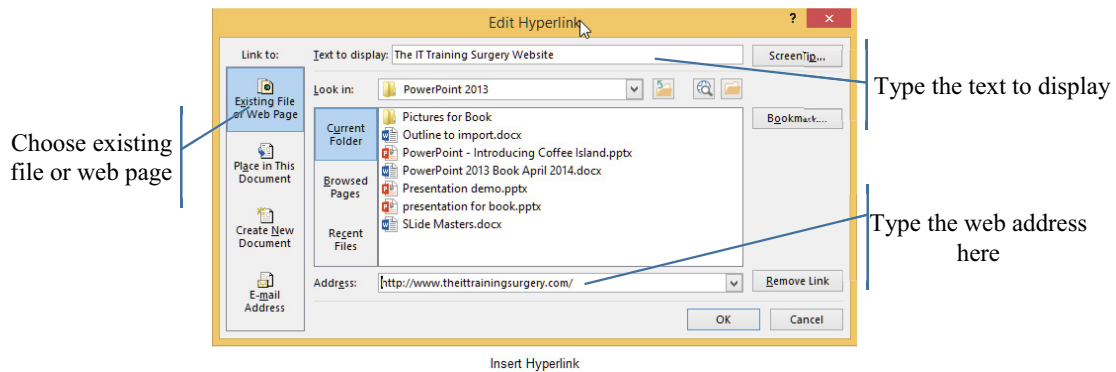 Edit Hyperlink
?
×
Link to:
Text to display: The IT Training Surgery Website
ScreenTip...
Type the text to display
Existing File
or Web Page
Look in: PowerPoint 2013
Choose existing
file or web page
Current
Folder
Pictures for Book
Outline to import.docx
PowerPoint - Introducing Coffee Island.pptx
PowerPoint 2013 Book April 2014.docx
Presentation demo.pptx
presentation for book.pptx
SLide Masters.docx
Bookmark...
Place in This
Document
Browsed
Pages
Create New
Document
Recent
Files
Type the web address
here
E-mail
Address
Address: http://www.theittrainingsurgery.com/
Remove Link
OK
Cancel
Insert Hyperlink